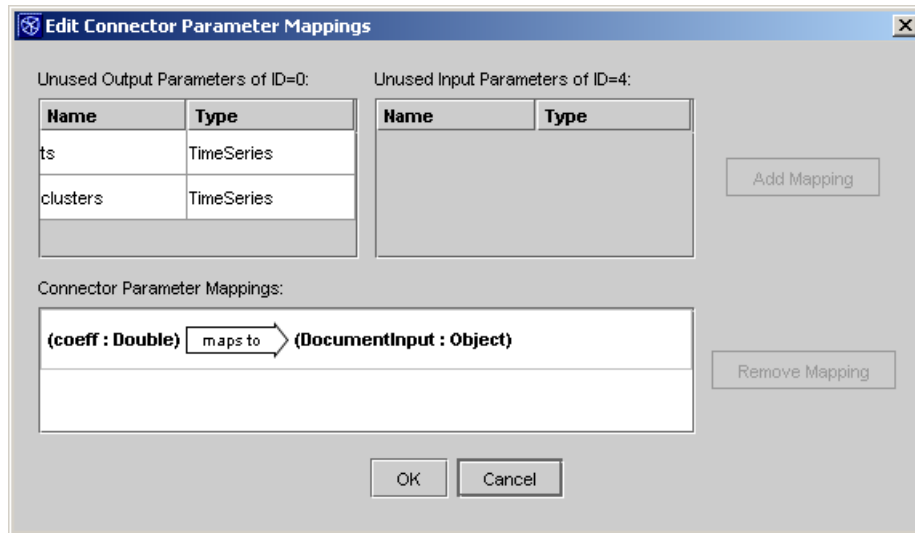 Edit Connector Parameter Mappings
Unused Output Parameters of ID=0: Unused Input Parameters of ID=4:
Name Type Name Type
ts TimeSeries
clusters TimeSeries
Add Mapping
Connector Parameter Mappings:
(coeff : Double) maps to (DocumentInput : Object)
Remove Mapping
OK Cancel